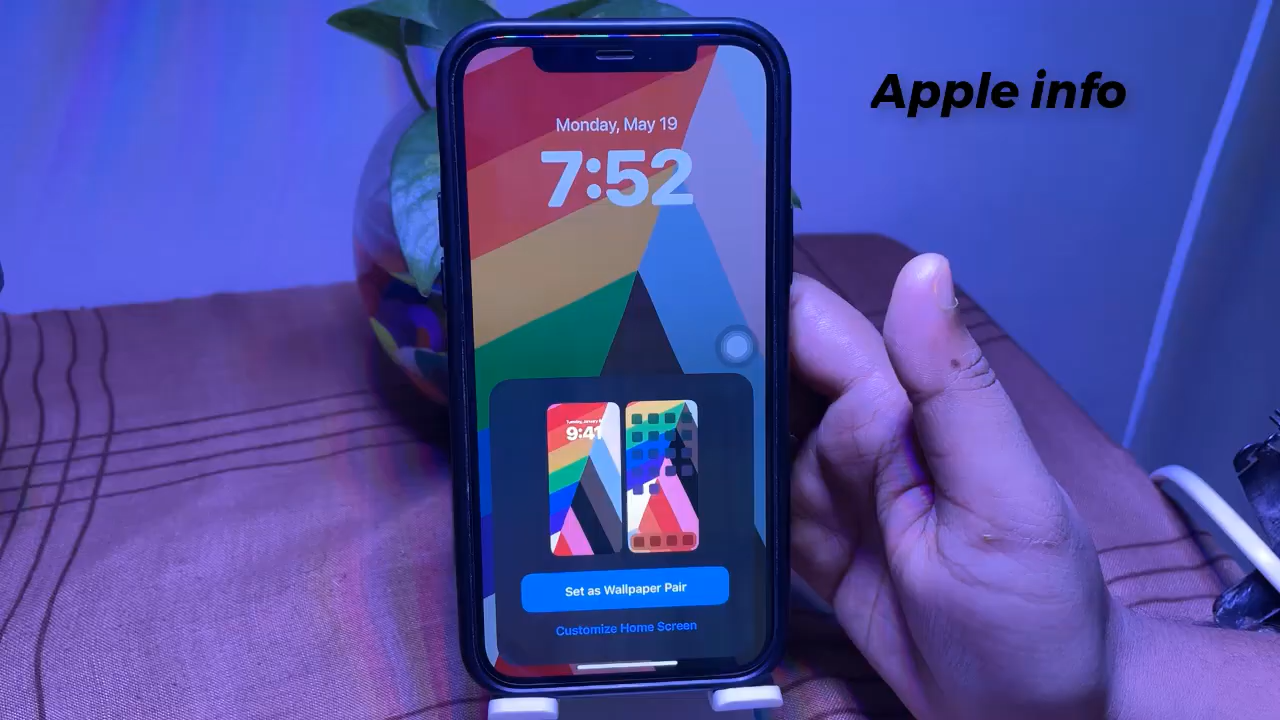 Apple info
Monday, May 19
7:52
9:41
Set as Wallpaper Pair
Customize Home Screen